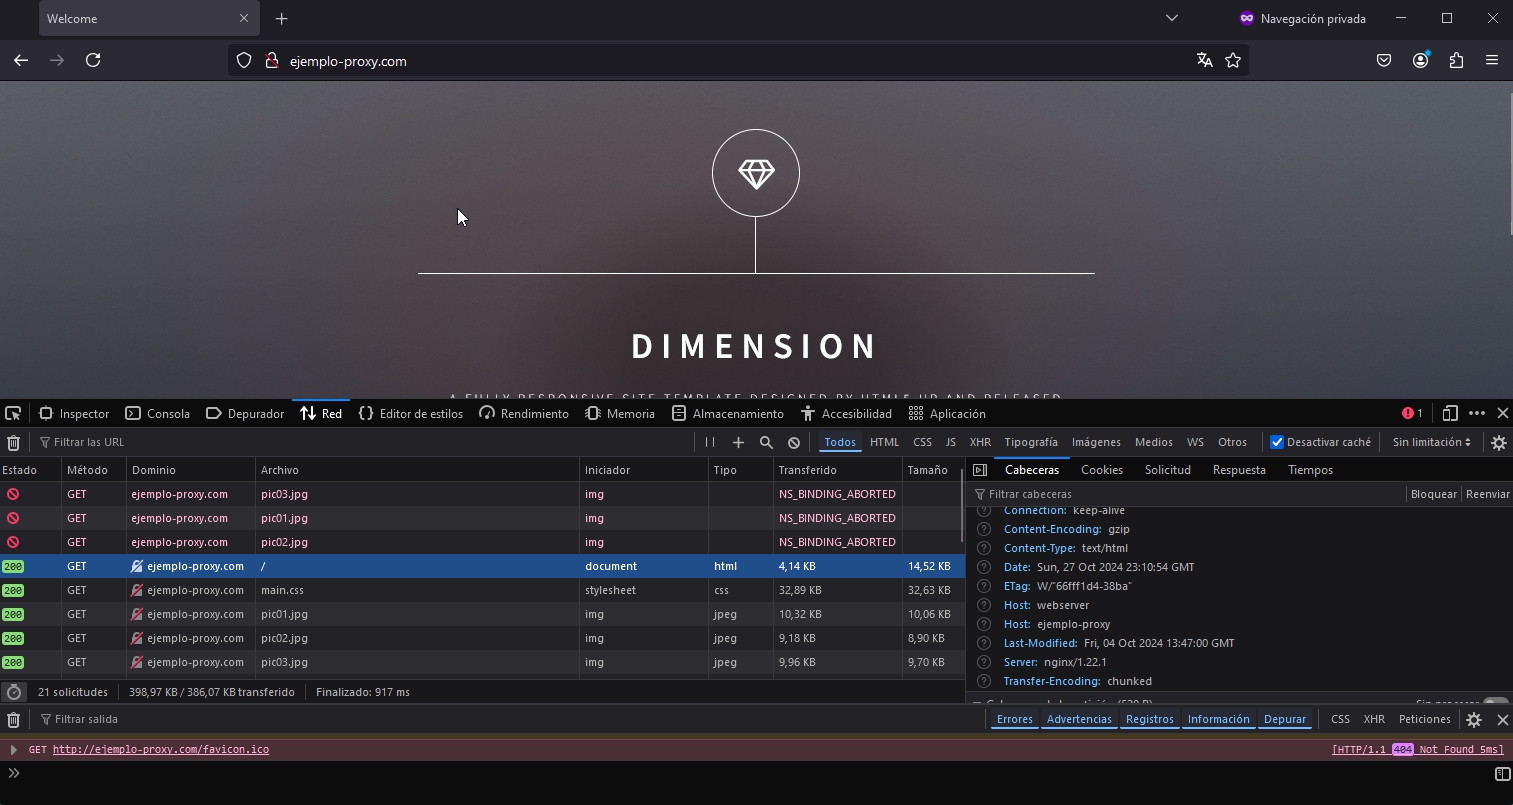 Welcome
Navegación privada
ejemplo-proxy.com
DIMENSION
A FULLY RESPONSIVE SITE TEMPLATE DESIGNED BY HTML5 UP AND RELEASED
Inspector Consola Depurador Red Editor de estilos Rendimiento Memoria Almacenamiento Accesibilidad Aplicación 1
Filtrar las URL Todos HTML CSS JS XHR Tipografía Imágenes Medios WS Otros Desactivar caché Sin limitación
Estado Método Dominio Archivo Iniciador Tipo Transferido Tamaño
GET ejemplo-proxy.com pic03.jpg img NS_BINDING_ABORTED
GET ejemplo-proxy.com pic01.jpg img NS_BINDING_ABORTED
GET ejemplo-proxy.com pic02.jpg img NS_BINDING_ABORTED
200 GET ejemplo-proxy.com / document html 4,14 KB 14,52 KB
200 GET ejemplo-proxy.com main.css stylesheet css 32,89 KB 32,63 KB
200 GET ejemplo-proxy.com pic01.jpg img jpeg 10,32 KB 10,06 KB
200 GET ejemplo-proxy.com pic02.jpg img jpeg 9,18 KB 8,90 KB
200 GET ejemplo-proxy.com pic03.jpg img jpeg 9,96 KB 9,70 KB
21 solicitudes 398,97 KB / 386,07 KB transferido Finalizado: 917 ms
Cabeceras Cookies Solicitud Respuesta Tiempos
Filtrar cabeceras Bloquear Reenviar
Connection: keep-alive
Content-Encoding: gzip
Content-Type: text/html
Date: Sun, 27 Oct 2024 23:10:54 GMT
ETag: W/"66fff1d4-38ba"
Host: webserver
Host: ejemplo-proxy
Last-Modified: Fri, 04 Oct 2024 13:47:00 GMT
Server: nginx/1.22.1
Transfer-Encoding: chunked
Filtrar salida Errores Advertencias Registros Información Depurar CSS XHR Peticiones
GET http://ejemplo-proxy.com/favicon.ico [HTTP/1.1 404 Not Found 5ms]